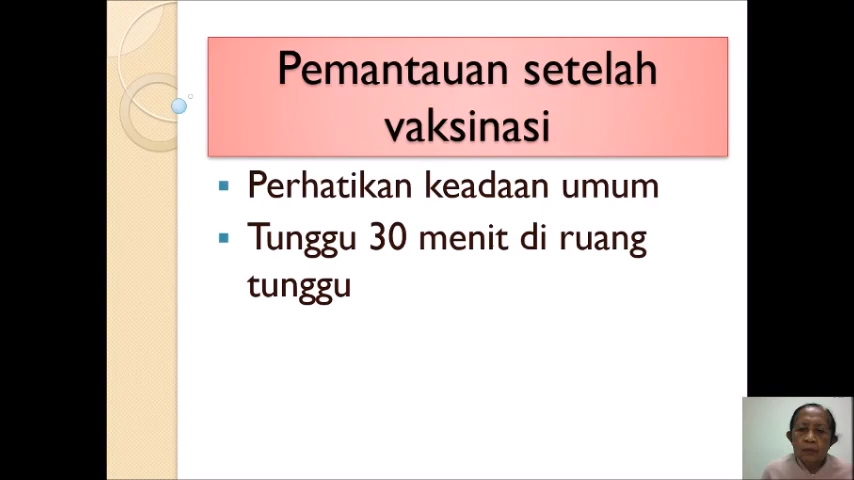 Pemantauan setelah
vaksinasi
Perhatikan keadaan umum
Tunggu 30 menit di ruang
tunggu